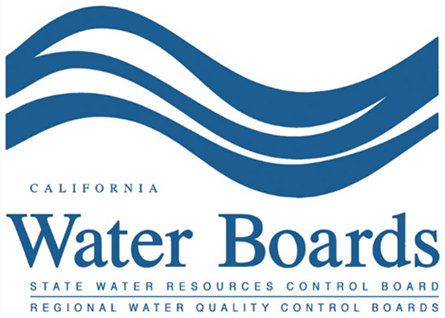 CALIFORNIA
Water Boards
STATE WATER RESOURCES CONTROL BOARD
REGIONAL WATER QUALITY CONTROL BOARDS